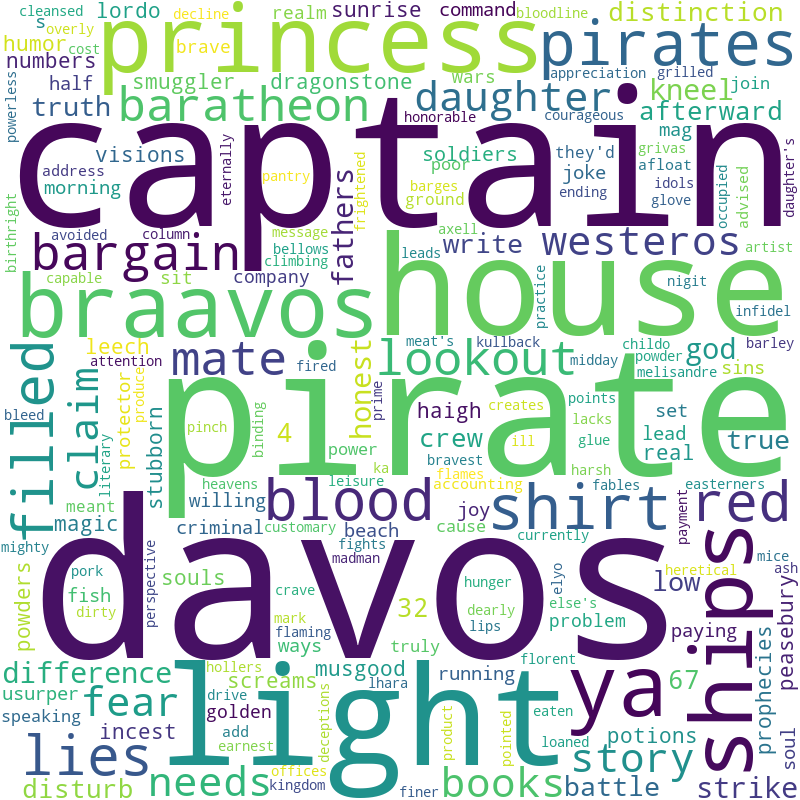 cleansed
lordo
decline
realm
sunrise
command
bloodline
distinction
s
overly
humor
cost
brave
princess
pirates
numbers
half
smuggler
dragonstone
wars
appreciation
grilled
powerless
truth
baratheon
daughter
kneel
join
afterward
honorable
courageous
mag
visions
soldiers
they'd
grivas
address
morning
eternally
captain
pantry
frightened
poor
barges
ground
joke
ending
afloat
idols
glove
occupied
advised
daughter's
birthright
avoided
column
message
fathers
axell
bargain
bellows
climbing
write
westeros
artist
capable
sit
company
leads
practice
nigit
infidel
braavos
house
leech
attention
meat's
kullback
childo
powder
god
barley
mate
fired
prime
lookout
midday
melisandre
filled
claim
protector
produce
honest
pirate
points
sins
bleed
pinch
4
haigh
set
literary
stubborn
binding
crew
creates
lacks
glue
lead
real
true
power
ka
ill
bravest
harsh
meant
heavens
leisure
flames
accounting
fables
easterners
magic
willing
blood
joy
shirt
red
criminal
customary
beach
cause
currently
payment
mighty
fights
madman
mice
ash
powders
pork
perspective
davos
hunger
elyo
heretical
fish
souls
crave
dearly
else's
low
dirty
mark
32
lips
problem
paying
ships
peasebury
flaming
ways
truly
prophecies
difference
hollers
light
musgood
running
florent
ya
67
usurper
fear
screams
lhara
eaten
speaking
drive
deceptions
golden
product
pointed
loaned
potions
incest
add
earnest
story
soul
lies
needs
offices
books
battle
strike
disturb
kingdom
finer